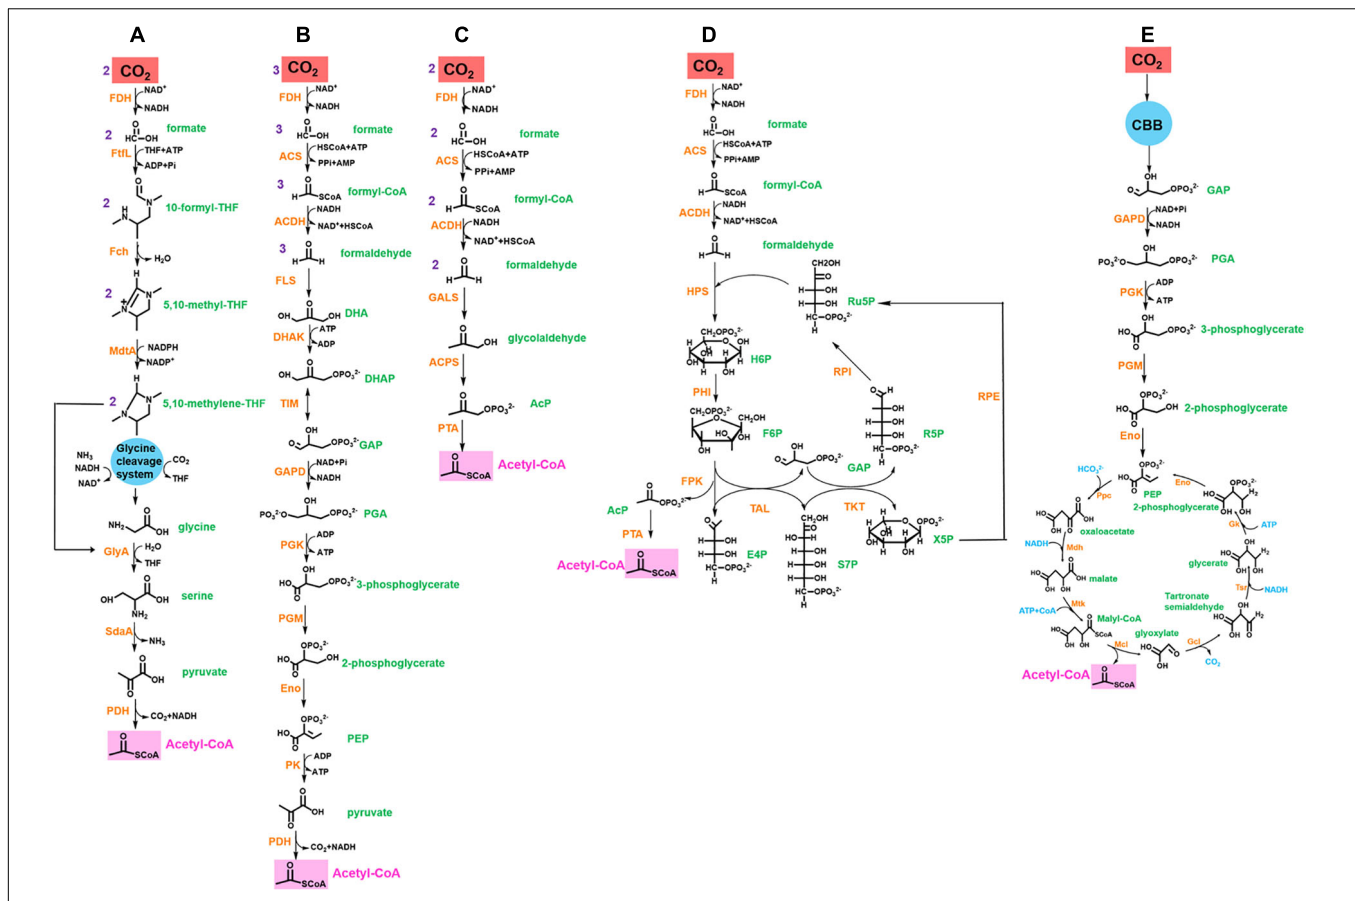 A
2 CO2
FDH
NAD+
NADH
2
formate
FtfL
THF+ATP
ADP+Pi
2
10-formyl-THF
Fch
H2O
2
5,10-methyl-THF
MdtA
NADPH
NADP+
2
5,10-methylene-THF
NH3
NADH
NAD+
Glycine
cleavage
system
CO2
THF
glycine
GlyA
H2O
THF
serine
SdaA
NH3
pyruvate
PDH
CO2+NADH
SCoA
Acetyl-CoA
B
3 CO2
FDH
NAD+
NADH
3
formate
ACS
HSCoA+ATP
PPi+AMP
3
formyl-CoA
ACDH
NADH
NAD++HSCoA
3
formaldehyde
FLS
DHA
DHAK
ATP
ADP
DHAP
TIM
GAP
GAPD
NAD+Pi
NADH
PGA
PGK
ADP
ATP
3-phosphoglycerate
PGM
2-phosphoglycerate
Eno
PEP
PK
ADP
ATP
pyruvate
PDH
CO2+NADH
SCoA
Acetyl-CoA
C
2 CO2
FDH
NAD+
NADH
2
formate
ACS
HSCoA+ATP
PPi+AMP
2
formyl-CoA
ACDH
NADH
NAD++HSCoA
2
formaldehyde
GALS
glycolaldehyde
ACPS
AcP
PTA
SCoA
Acetyl-CoA
D
CO2
FDH
NAD+
NADH
formate
ACS
HSCoA+ATP
PPi+AMP
formyl-CoA
ACDH
NADH
NAD++HSCoA
formaldehyde
HPS
Ru5P
H6P
RPI
PHI
RPE
F6P
R5P
GAP
FPK
AcP
TAL
TKT
PTA
E4P
S7P
X5P
Acetyl-CoA
SCoA
E
CO2
CBB
GAP
GAPD
NAD+Pi
NADH
PGA
PGK
ADP
ATP
3-phosphoglycerate
PGM
2-phosphoglycerate
Eno
HCO32-
Ppc
PEP
Eno
2-phosphoglycerate
oxaloacetate
Gk
ATP
NADH
Mdh
glycerate
malate
Tsr
NADH
ATP+CoA
Mtk
Tartronate
semialdehyde
Malyl-CoA
glyoxylate
Mcl
Gcl
CO2
Acetyl-CoA
SCoA